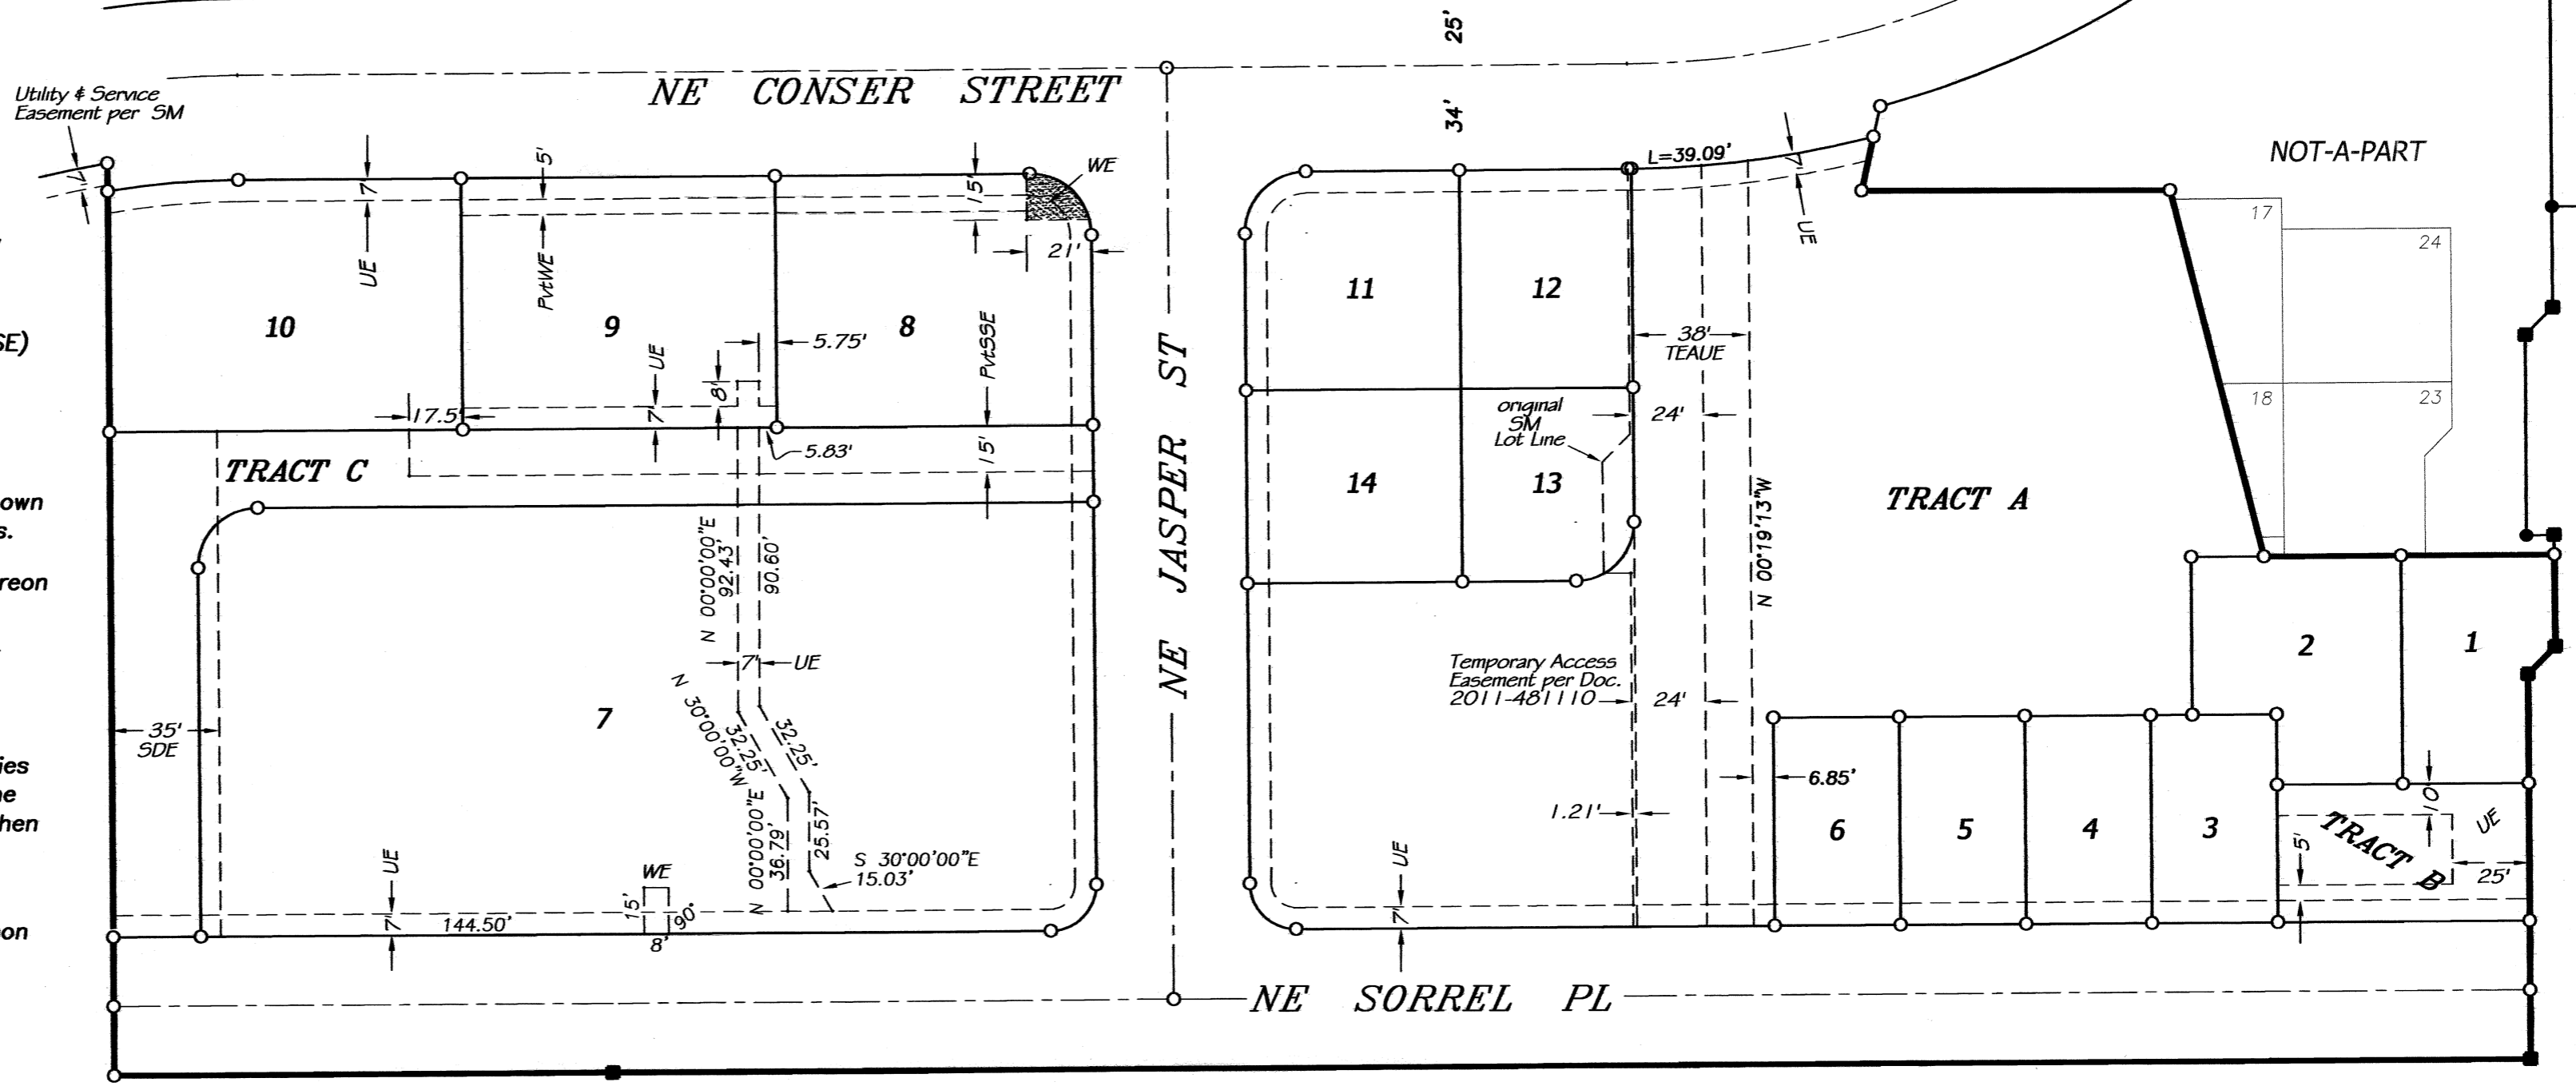 25'
NE CONSER STREET
Utility & Service
Easement per SM
34'
7'
7'
5'
15'
WE
L=39.09'
7'
NOT-A-PART
UE
PvtWE
21'
UE
17
24
10
9
8
11
12
5.75'
PvtSSE
38'
TEAUE
SE)
UE
8'
7'
17.5'
original
SM
Lot Line
24'
18
23
5.83'
15'
TRACT C
14
13
TRACT A
own
s.
reon
N 00°00'00"E
92.43'
90.60'
NE JASPER ST
N 00°19'13"W
7'
UE
Temporary Access
Easement per Doc.
2011-481110
24'
2
1
7
N 30°00'00"W
32.25'
32.25'
35'
SDE
ies
ne
hen
N 00°00'00"E
36.79'
25.57'
S 30°00'00"E
15.03'
6.85'
1.21'
6
5
4
3
10'
UE
TRACT B
5'
25'
UE
WE
15'
90°
7'
144.50'
8'
UE
7'
on
NE SORREL PL